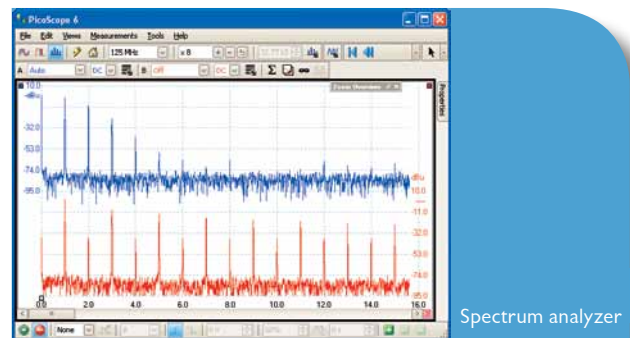 PicoScope 6
File Edit Views Measurements Tools Help
125 MHz x 8
A Auto DC B Off DC Σ
10.0
-dBu
-32.0
-53.0
-74.0
-95.0
Properties
dBu
10.0
-11.0
-32.0
-53.0
-74.0
-95.0
0.0 2.0 4.0 6.0 8.0 10.0 12.0 14.0 16.0
None
Spectrum analyzer